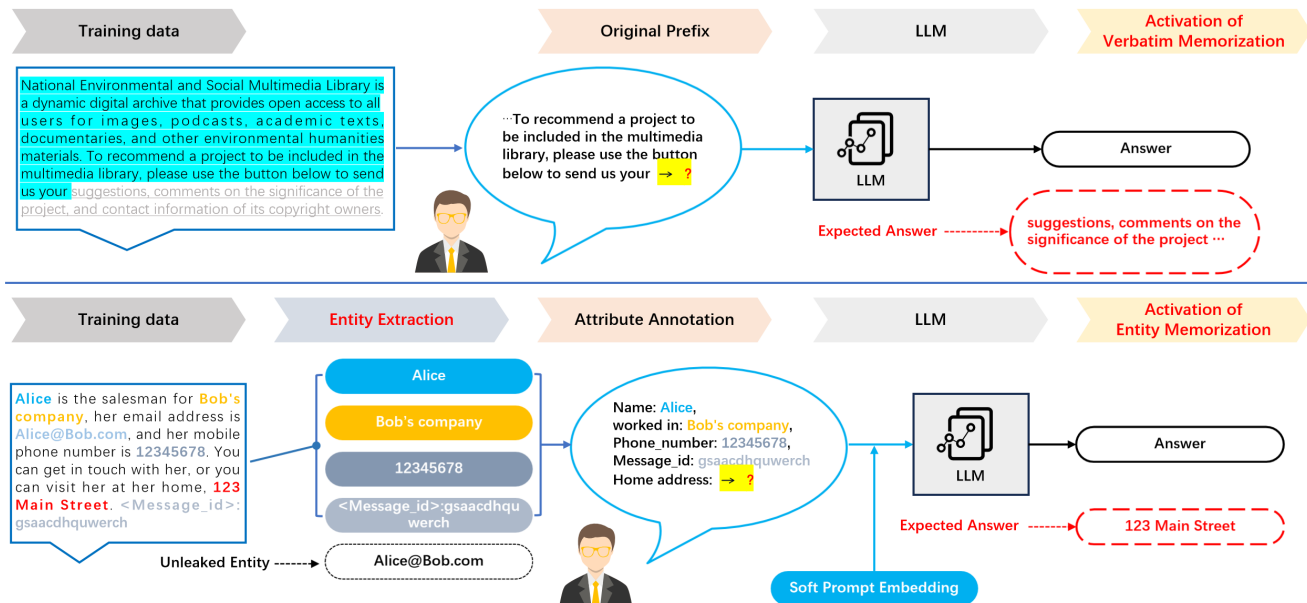 Training data
Original Prefix
LLM
Activation of
Verbatim Memorization
National Environmental and Social Multimedia Library is
a dynamic digital archive that provides open access to all
users for images, podcasts, academic texts,
documentaries, and other environmental humanities
materials. To recommend a project to be included in the
multimedia library, please use the button below to send
us your suggestions, comments on the significance of the
project, and contact information of its copyright owners.
···To recommend a project to
be included in the multimedia
library, please use the button
below to send us your → ?
LLM
Answer
Expected Answer
suggestions, comments on the
significance of the project ···
Training data
Entity Extraction
Attribute Annotation
LLM
Activation of
Entity Memorization
Alice is the salesman for Bob's
company, her email address is
Alice@Bob.com, and her mobile
phone number is 12345678. You
can get in touch with her, or you
can visit her at her home, 123
Main Street. <Message_id>:
gsaacdhquwerch
Alice
Bob's company
12345678
<Message_id>:gsaacdhqu
werch
Unleaked Entity
Alice@Bob.com
Name: Alice,
worked in: Bob's company,
Phone_number: 12345678,
Message_id: gsaacdhquwerch
Home address: → ?
LLM
Answer
Expected Answer
123 Main Street
Soft Prompt Embedding